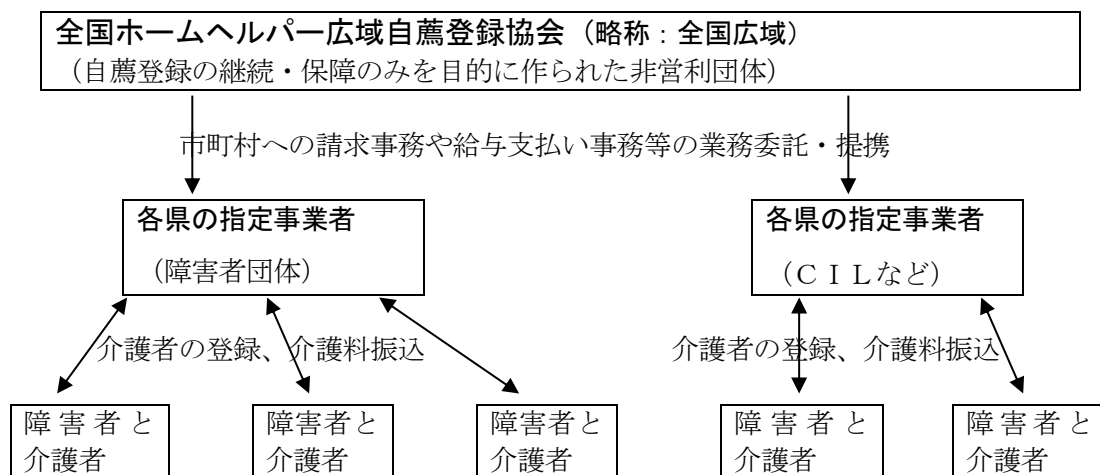 全国ホームヘルパー広域自薦登録協会（略称：全国広域）
（自薦登録の継続・保障のみを目的に作られた非営利団体）
市町村への請求事務や給与支払い事務等の業務委託・提携
各県の指定事業者
（障害者団体）
各県の指定事業者
（ＣＩＬなど）
介護者の登録、介護料振込
介護者の登録、介護料振込
障害者と
介護者
障害者と
介護者
障害者と
介護者
障害者と
介護者
障害者と
介護者